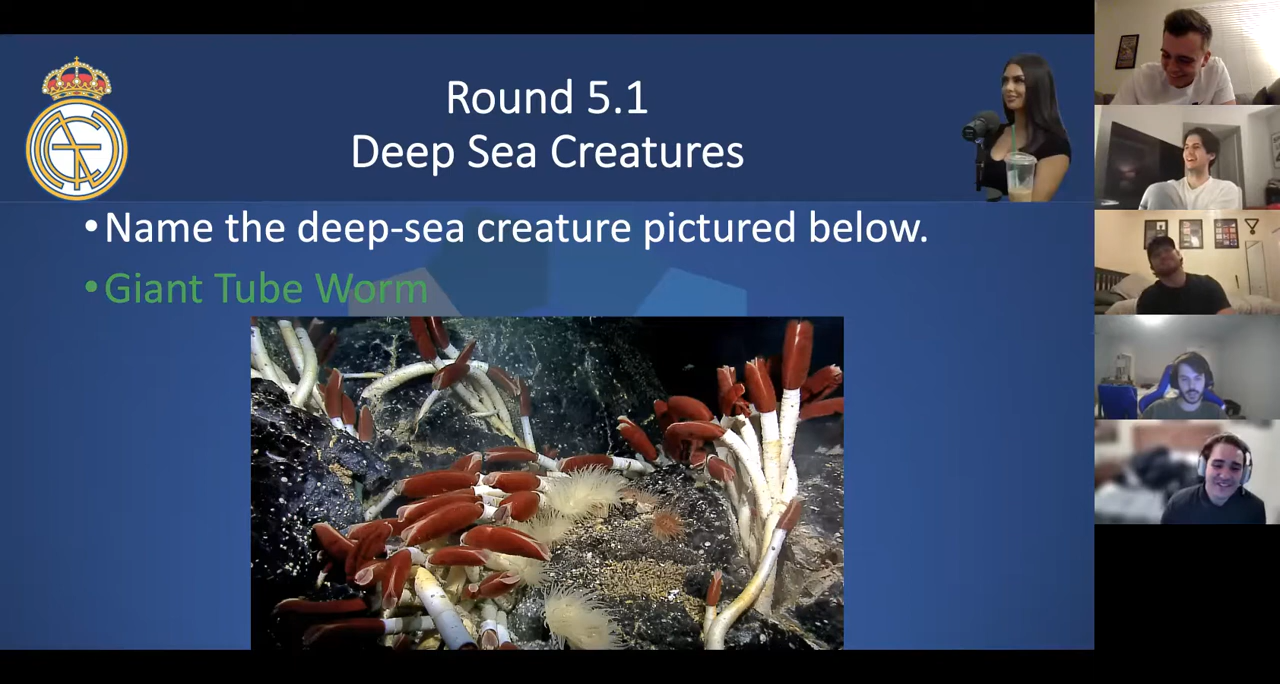 Round 5.1
Deep Sea Creatures
•Name the deep-sea creature pictured below.
•Giant Tube Worm